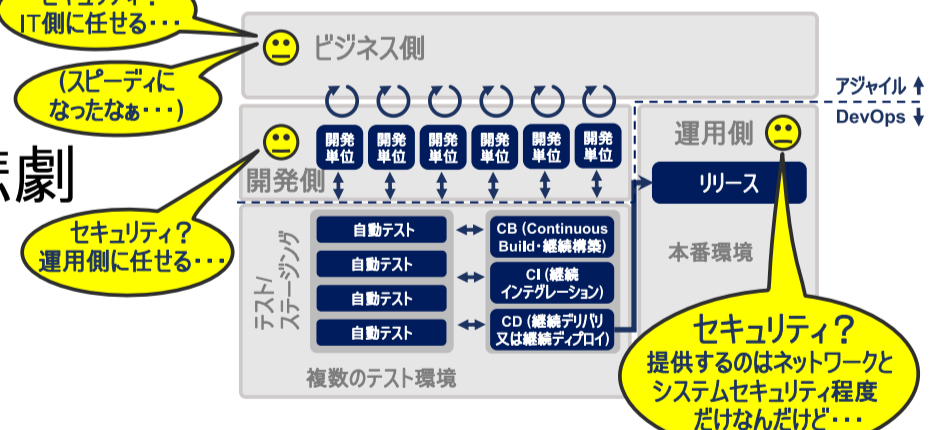 セキュリティ?
IT側に任せる・・・
(スピーディに
なったなぁ・・・)
ビジネス側
アジャイル
DevOps
劇
開発側
開発
単位
開発
単位
開発
単位
開発
単位
開発
単位
開発
単位
運用側
リリース
本番環境
セキュリティ?
運用側に任せる・・・
テスト/
ステージング
自動テスト
自動テスト
自動テスト
自動テスト
CB (Continuous
Build・継続構築)
CI (継続
インテグレーション)
CD (継続デリバリ
又は継続ディプロイ)
複数のテスト環境
セキュリティ?
提供するのはネットワークと
システムセキュリティ程度
だけなんだけど・・・